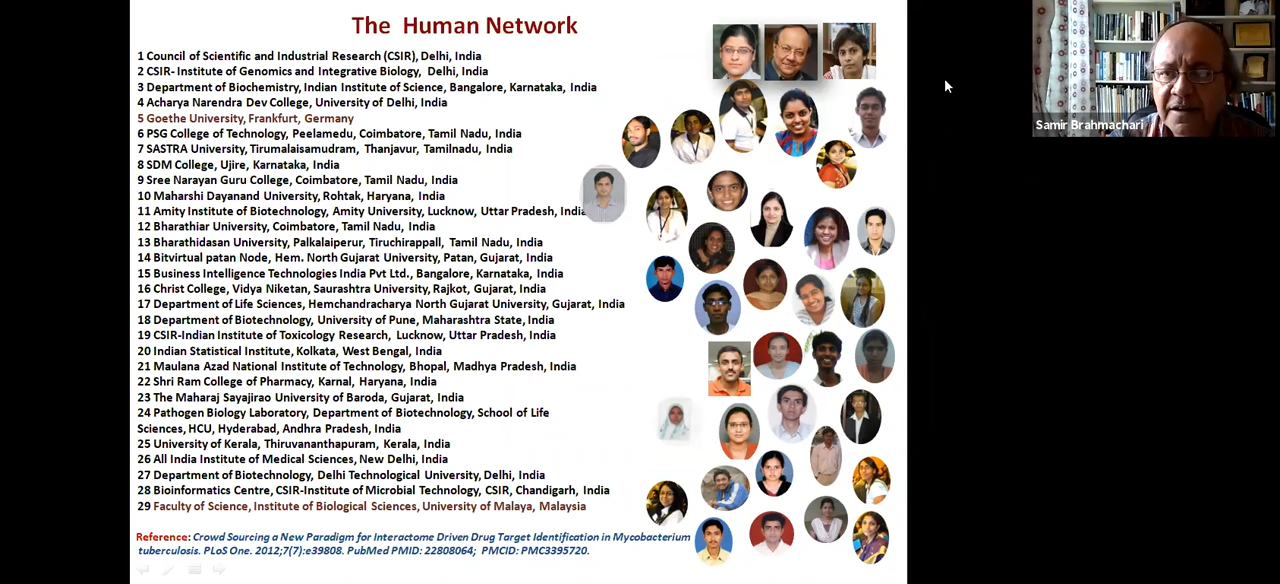 The Human Network
1 Council of Scientific and Industrial Research (CSIR), Delhi, India
2 CSIR- Institute of Genomics and Integrative Biology, Delhi, India
3 Department of Biochemistry, Indian Institute of Science, Bangalore, Karnataka, India
4 Acharya Narendra Dev College, University of Delhi, India
5 Goethe University, Frankfurt, Germany
6 PSG College of Technology, Peelamedu, Coimbatore, Tamil Nadu, India
7 SASTRA University, Tirumalaisamudram, Thanjavur, Tamilnadu, India
8 SDM College, Ujire, Karnataka, India
9 Sree Narayan Guru College, Coimbatore, Tamil Nadu, India
10 Maharshi Dayanand University, Rohtak, Haryana, India
11 Amity Institute of Biotechnology, Amity University, Lucknow, Uttar Pradesh, India
12 Bharathiar University, Coimbatore, Tamil Nadu, India
13 Bharathidasan University, Palkalaiperur, Tiruchirappall, Tamil Nadu, India
14 Bitvirtual patan Node, Hem. North Gujarat University, Patan, Gujarat, India
15 Business Intelligence Technologies India Pvt Ltd., Bangalore, Karnataka, India
16 Christ College, Vidya Niketan, Saurashtra University, Rajkot, Gujarat, India
17 Department of Life Sciences, Hemchandracharya North Gujarat University, Gujarat, India
18 Department of Biotechnology, University of Pune, Maharashtra State, India
19 CSIR-Indian Institute of Toxicology Research, Lucknow, Uttar Pradesh, India
20 Indian Statistical Institute, Kolkata, West Bengal, India
21 Maulana Azad National Institute of Technology, Bhopal, Madhya Pradesh, India
22 Shri Ram College of Pharmacy, Karnal, Haryana, India
23 The Maharaj Sayajirao University of Baroda, Gujarat, India
24 Pathogen Biology Laboratory, Department of Biotechnology, School of Life
Sciences, HCU, Hyderabad, Andhra Pradesh, India
25 University of Kerala, Thiruvananthapuram, Kerala, India
26 All India Institute of Medical Sciences, New Delhi, India
27 Department of Biotechnology, Delhi Technological University, Delhi, India
28 Bioinformatics Centre, CSIR-Institute of Microbial Technology, CSIR, Chandigarh, India
29 Faculty of Science, Institute of Biological Sciences, University of Malaya, Malaysia
Reference: Crowd Sourcing a New Paradigm for Interactome Driven Drug Target Identification in Mycobacterium
tuberculosis. PLoS One. 2012;7(7):e39808. PubMed PMID: 22808064; PMCID: PMC3395720.
Samir Brahmachari